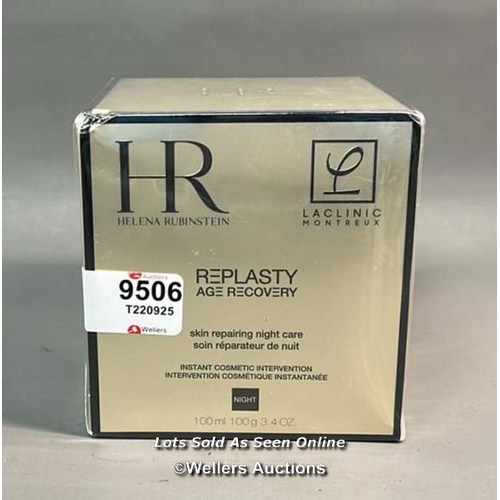 HR
HELENA RUBINSTEIN
L
LACLINIC
MONTREUX
REPLASTY
AGE RECOVERY
Auctions
9506
T220925
Wellers
skin repairing night care
soin réparateur de nuit
INSTANT COSMETIC INTERVENTION
INTERVENTION COSMÉTIQUE INSTANTANÉE
NIGHT
100 ml 100 g 3.4 OZ.
Lots Sold As Seen Online
©Wellers Auctions